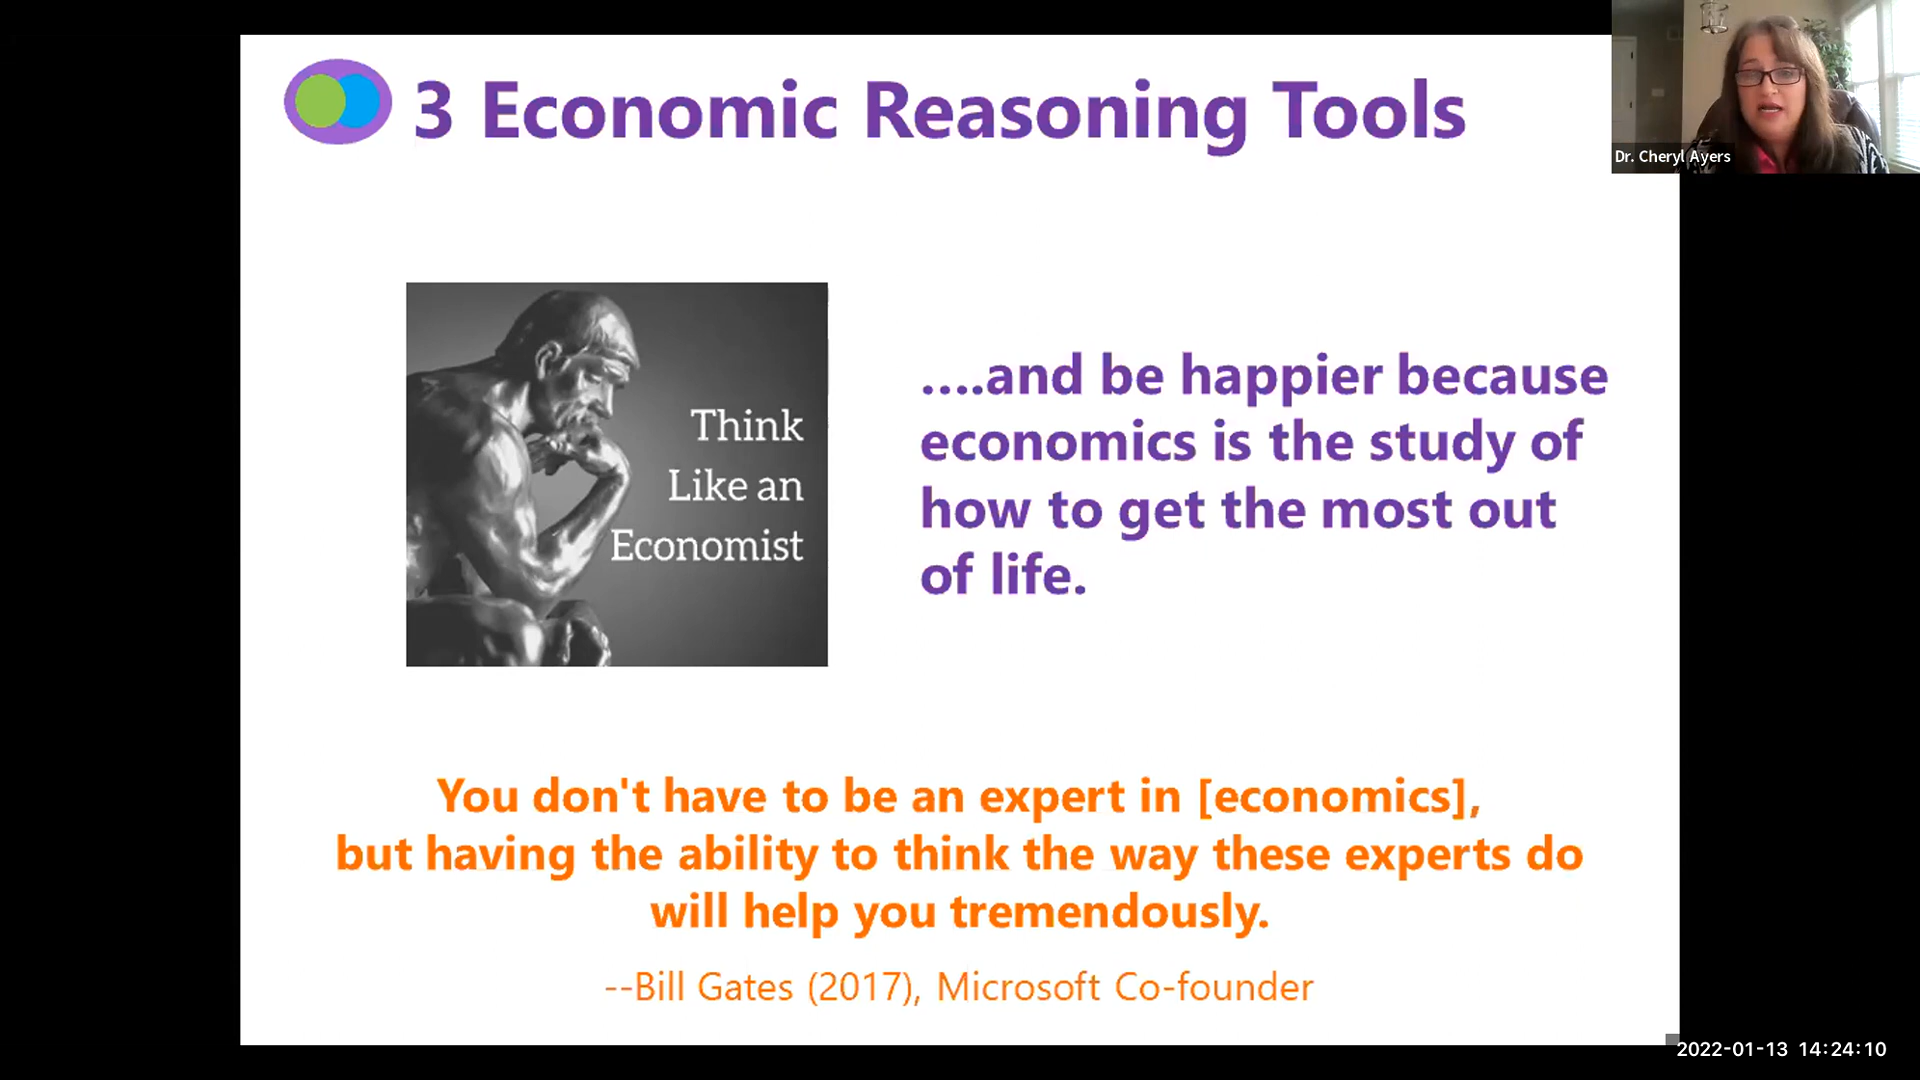 3 Economic Reasoning Tools
Dr. Cheryl Ayers
Think
Like an
Economist
....and be happier because
economics is the study of
how to get the most out
of life.
You don't have to be an expert in [economics],
but having the ability to think the way these experts do
will help you tremendously.
--Bill Gates (2017), Microsoft Co-founder
2022-01-13 14:24:10